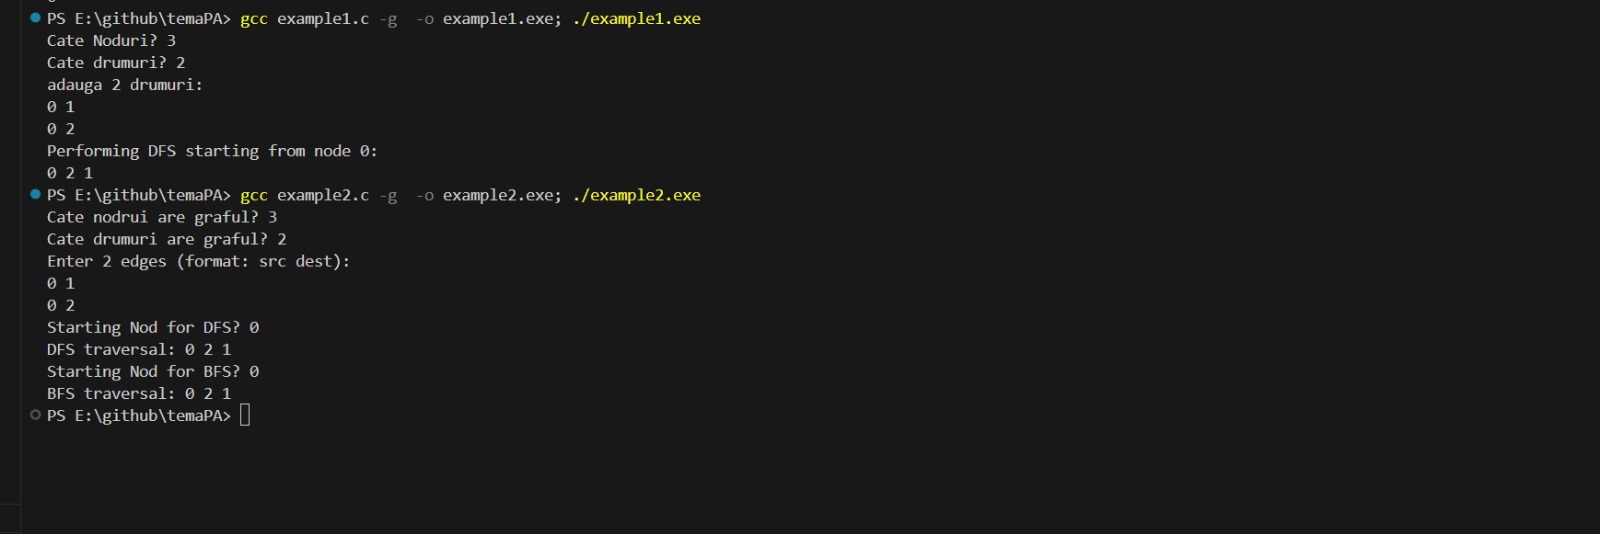 PS E:\github\temaPA> gcc example1.c -g  -o example1.exe; ./example1.exe
Cate Noduri? 3
Cate drumuri? 2
adauga 2 drumuri:
0 1
0 2
Performing DFS starting from node 0:
0 2 1
PS E:\github\temaPA> gcc example2.c -g  -o example2.exe; ./example2.exe
Cate nodrui are graful? 3
Cate drumuri are graful? 2
Enter 2 edges (format: src dest):
0 1
0 2
Starting Nod for DFS? 0
DFS traversal: 0 2 1
Starting Nod for BFS? 0
BFS traversal: 0 2 1
PS E:\github\temaPA>